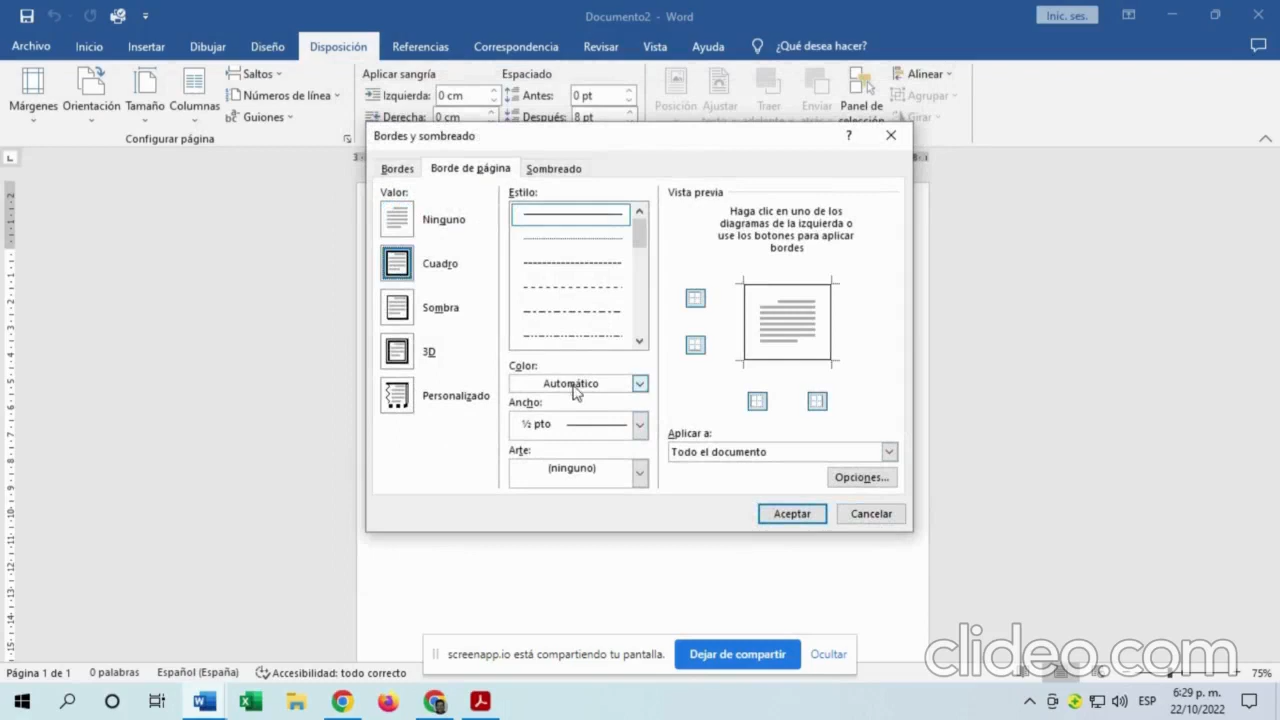 Documento2 - Word
Inic. ses.
Archivo Inicio Insertar Dibujar Diseño Disposición Referencias Correspondencia Revisar Vista Ayuda ¿Qué desea hacer?
Márgenes Orientación Tamaño Columnas
Saltos
Números de línea
Guiones
Configurar página
Aplicar sangría Espaciado
Izquierda: 0 cm Antes: 0 pt
Derecha: 0 cm Después: 8 pt
Posición Ajustar Traer Enviar Panel de
selección
Alinear
Agrupar
Girar
Bordes y sombreado
Bordes Borde de página Sombreado
Valor:
Ninguno
Cuadro
Sombra
3D
Personalizado
Estilo:
Color:
Automático
Ancho:
½ pto
Arte:
(ninguno)
Vista previa
Haga clic en uno de los
diagramas de la izquierda o
use los botones para aplicar
bordes
Aplicar a:
Todo el documento
Opciones...
Aceptar Cancelar
screenapp.io está compartiendo tu pantalla. Dejar de compartir Ocultar
clideo.com
Página 1 de 1 0 palabras Español (España) Accesibilidad: todo correcto 75%
ESP 6:29 p. m.
22/10/2022